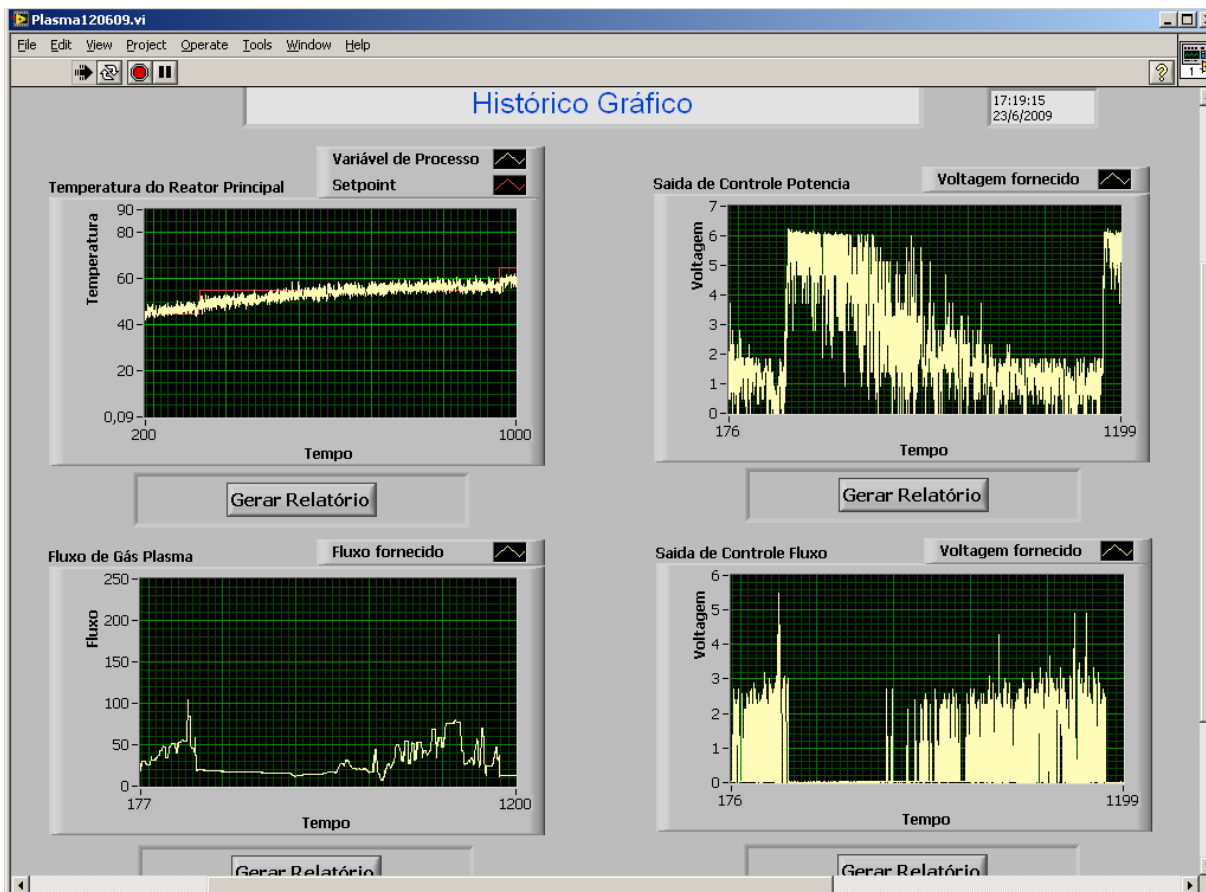 Plasma120609.vi
File Edit View Project Operate Tools Window Help
1
Histórico Gráfico
17:19:15
23/6/2009
Variável de Processo
Setpoint
Temperatura do Reator Principal
Temperatura
90
80
60
40
20
0,09
200
1000
Tempo
Gerar Relatório
Voltagem fornecido
Saida de Controle Potencia
Voltagem
7
6
5
4
3
2
1
0
176
1199
Tempo
Gerar Relatório
Fluxo fornecido
Fluxo de Gás Plasma
Fluxo
250
200
150
100
50
0
177
1200
Tempo
Gerar Relatório
Voltagem fornecido
Saida de Controle Fluxo
Voltagem
6
5
4
3
2
1
0
176
1199
Tempo
Gerar Relatório